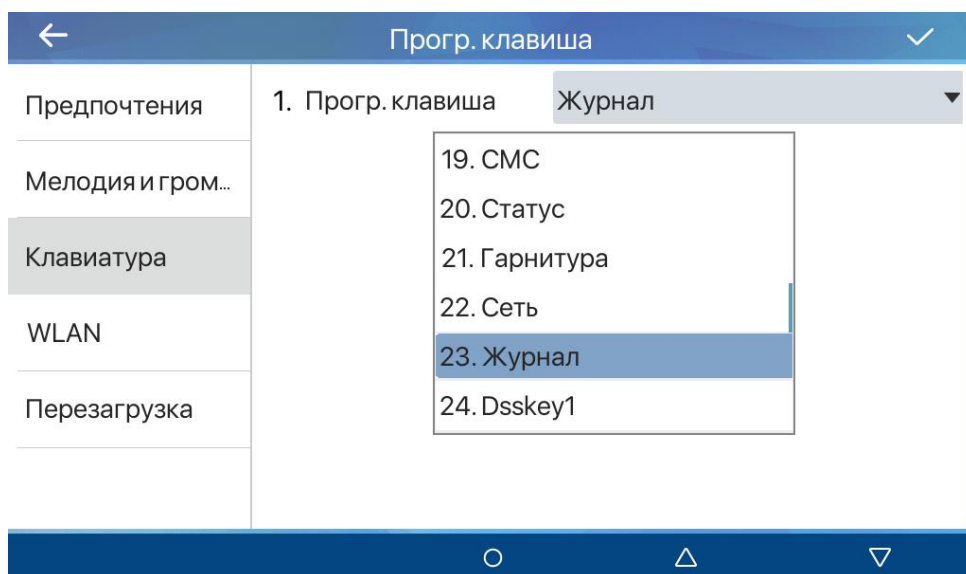 Прогр. клавиша
Предпочтения
Мелодия и гром...
Клавиатура
WLAN
Перезагрузка
1. Прогр. клавиша Журнал
19. СМС
20. Статус
21. Гарнитура
22. Сеть
23. Журнал
24. Dsskey1